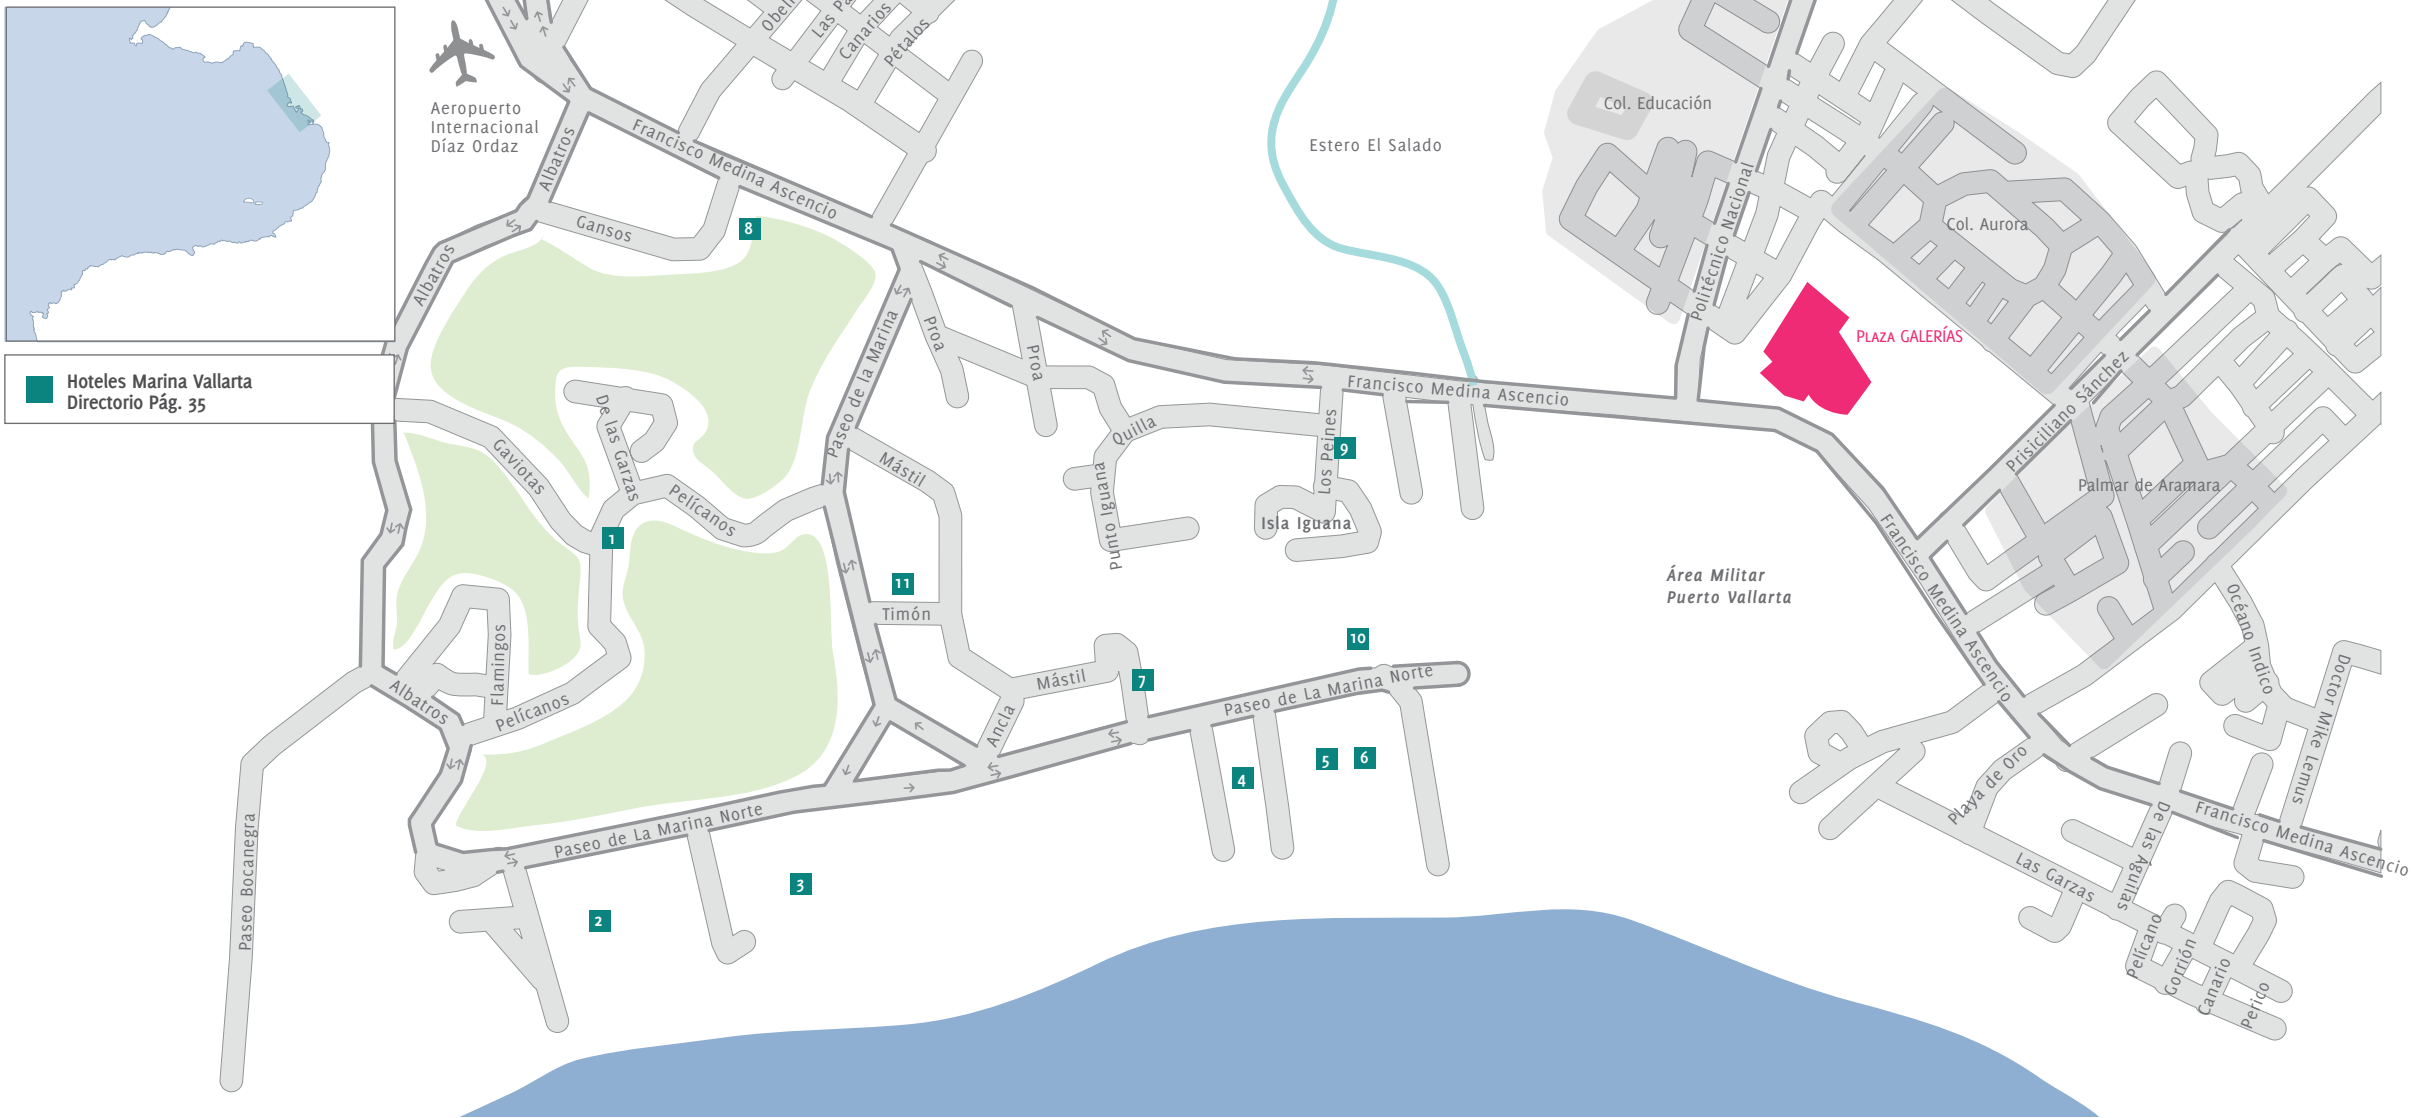 Obeli
Las Pa
Canarios
Pétalos
Aeropuerto
Internacional
Díaz Ordaz
Albatros
Francisco Medina Ascencio
Estero El Salado
Col. Educación
Politécnico Nacional
Col. Aurora
Gansos
8
Albatros
Paseo de la Marina
Proa
Proa
Francisco Medina Ascencio
PLAZA GALERÍAS
Prisiciliano Sánchez
Palmar de Aramara
Hoteles Marina Vallarta
Directorio Pág. 35
De las Garzas
Gaviotas
Pelícanos
1
Mástil
Quilla
Punto Iguana
Los Peines
9
Isla Iguana
11
Timón
Área Militar
Puerto Vallarta
Francisco Medina Ascencio
Océano Indico
Doctor Mike Lemus
Flamingos
Albatros
Pelícanos
Mástil
Ancla
7
10
Paseo de La Marina Norte
4
5
6
Playa de Oro
De las Águilas
Francisco Medina Ascencio
Paseo Bocanegra
Paseo de La Marina Norte
2
3
Las Garzas
Pelícano
Gorrión
Canario
Perico